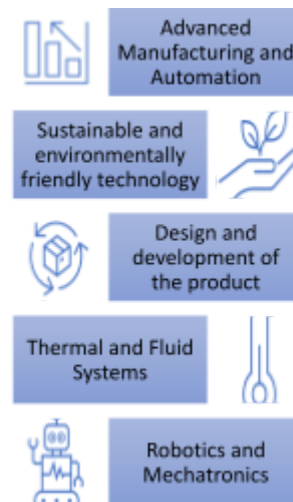 Advanced
Manufacturing and
Automation
Sustainable and
environmentally
friendly technology
Design and
development of
the product
Thermal and Fluid
Systems
Robotics and
Mechatronics